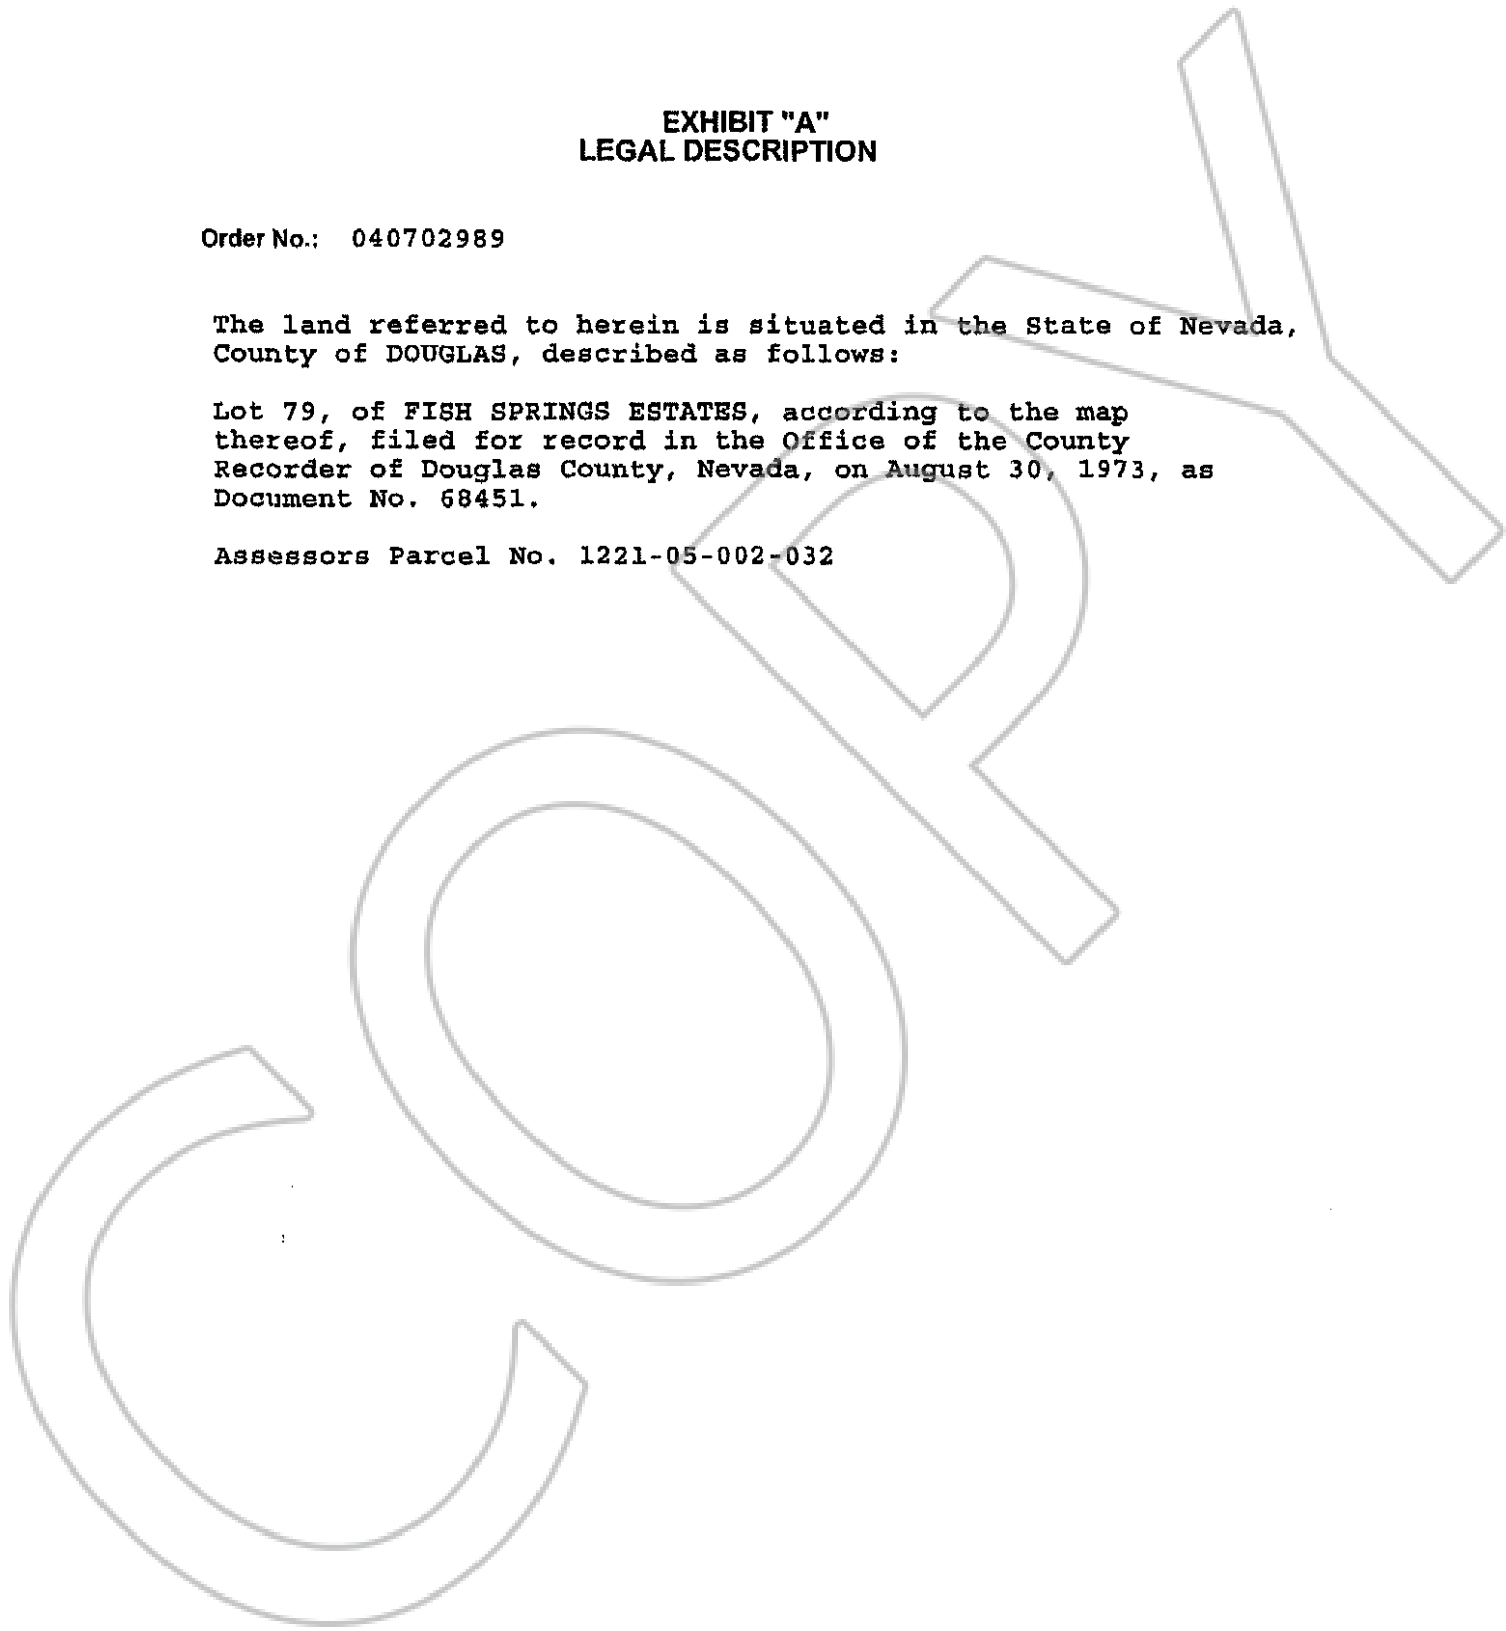 EXHIBIT "A"
LEGAL DESCRIPTION
Order No.: 040702989
The land referred to herein is situated in the State of Nevada,
County of DOUGLAS, described as follows:
Lot 79, of FISH SPRINGS ESTATES, according to the map
thereof, filed for record in the Office of the County
Recorder of Douglas County, Nevada, on August 30, 1973, as
Document No. 68451.
Assessors Parcel No. 1221-05-002-032
COPY